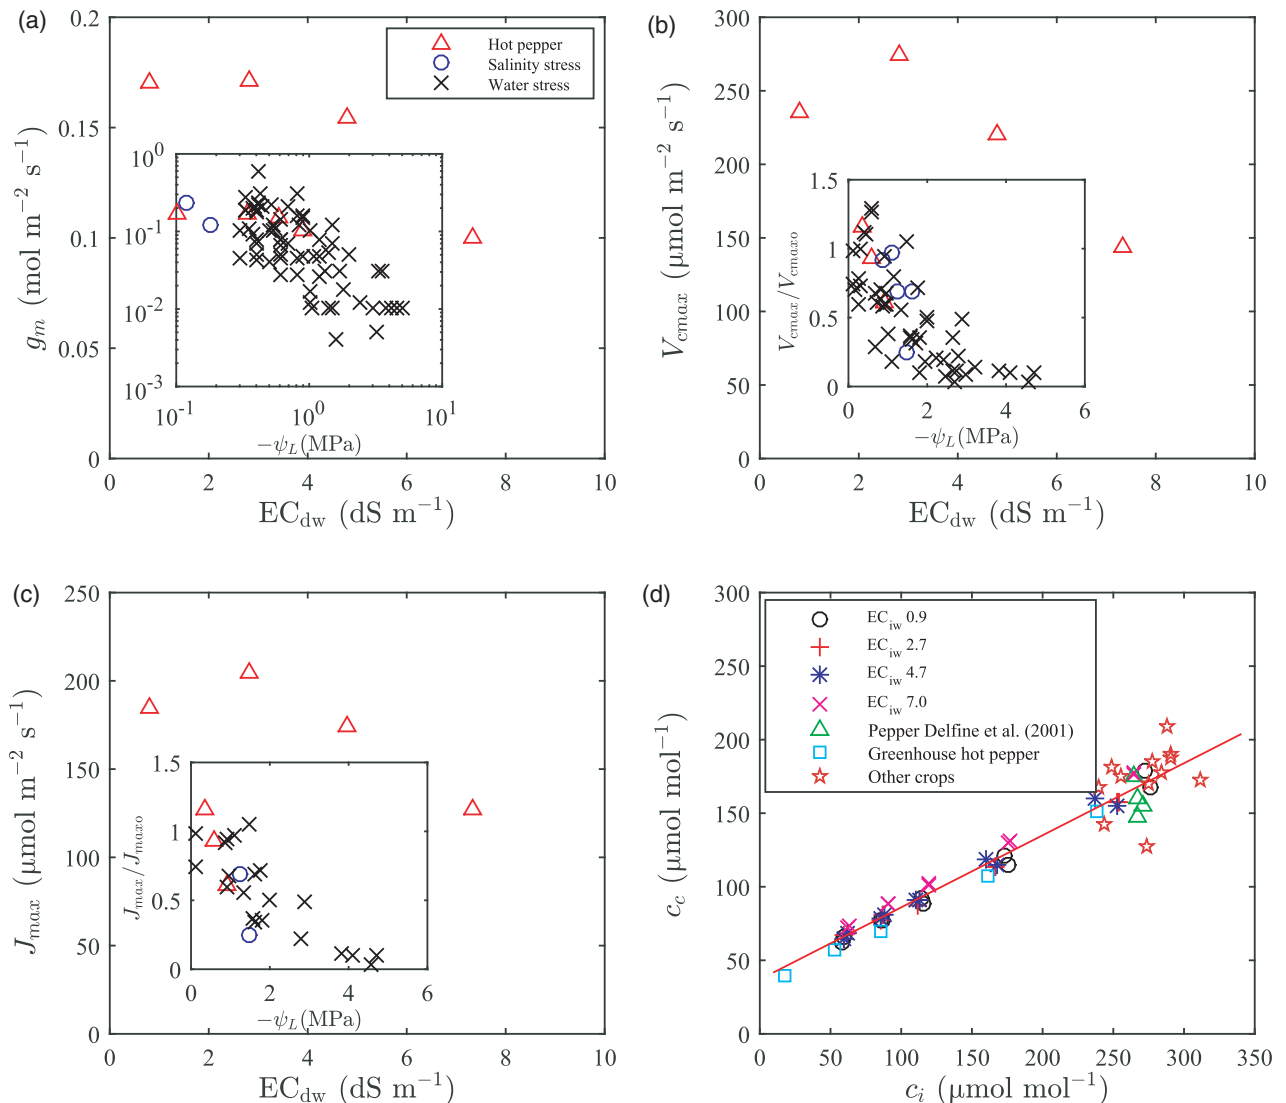 (a)
0.2
0.15
0.1
0.05
0
g_m (mol m⁻² s⁻¹)
Hot pepper
Salinity stress
Water stress
10⁰
10⁻¹
10⁻²
10⁻³
10⁻¹ 10⁰ 10¹
−ψ_L(MPa)
0 2 4 6 8 10
EC_dw (dS m⁻¹)
(b)
300
250
200
150
100
50
0
V_cmax (μmol m⁻² s⁻¹)
1.5
1
0.5
0
V_cmax/V_cmaxo
0 2 4 6
−ψ_L(MPa)
0 2 4 6 8 10
EC_dw (dS m⁻¹)
(c)
250
200
150
100
50
0
J_max (μmol m⁻² s⁻¹)
1.5
1
0.5
0
J_max/J_maxo
0 2 4 6
−ψ_L(MPa)
0 2 4 6 8 10
EC_dw (dS m⁻¹)
(d)
300
250
200
150
100
50
0
c_c (μmol mol⁻¹)
EC_iw 0.9
EC_iw 2.7
EC_iw 4.7
EC_iw 7.0
Pepper Delfine et al. (2001)
Greenhouse hot pepper
Other crops
0 50 100 150 200 250 300 350
c_i (μmol mol⁻¹)